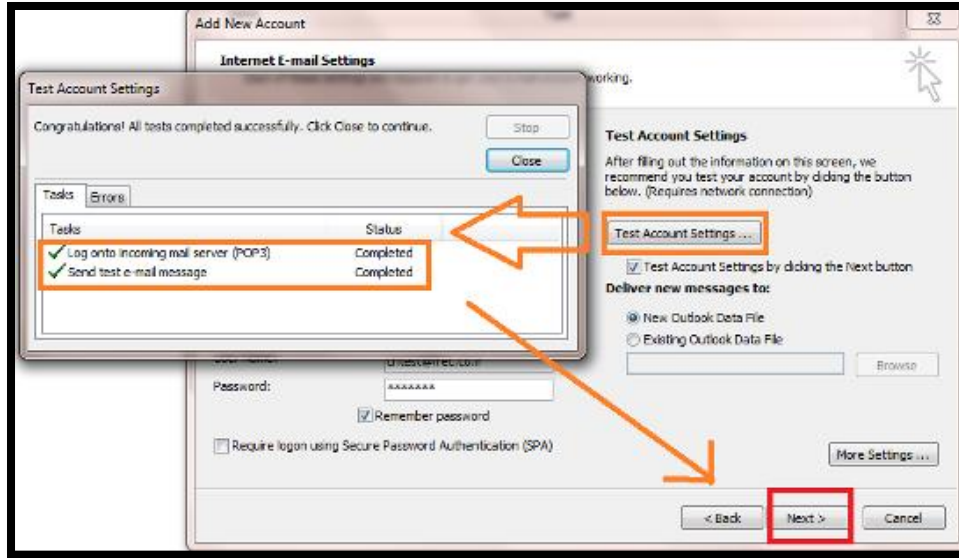 Add New Account
Internet E-mail Settings
working.
Test Account Settings
Congratulations! All tests completed successfully. Click Close to continue.
Stop
Close
Tasks
Errors
Tasks Status
Log onto incoming mail server (POP3) Completed
Send test e-mail message Completed
Test Account Settings
After filling out the information on this screen, we
recommend you test your account by clicking the button
below. (Requires network connection)
Test Account Settings ...
Test Account Settings by clicking the Next button
Deliver new messages to:
New Outlook Data File
Existing Outlook Data File
Browse
Password: *******
Remember password
Require logon using Secure Password Authentication (SPA)
More Settings ...
< Back Next > Cancel